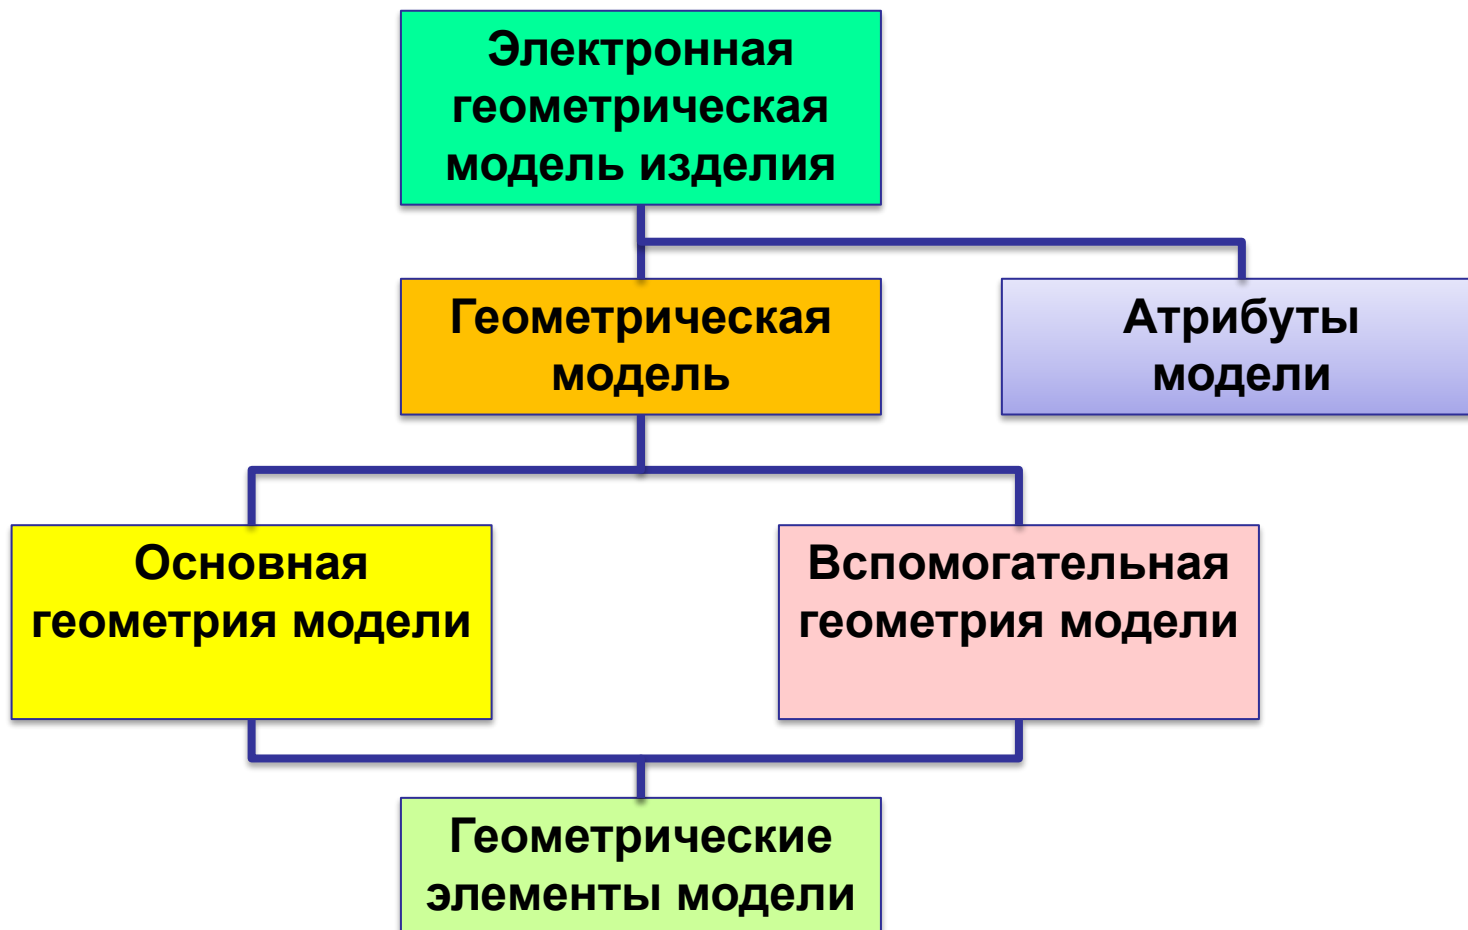 Электронная
геометрическая
модель изделия
Геометрическая
модель
Атрибуты
модели
Основная
геометрия модели
Вспомогательная
геометрия модели
Геометрические
элементы модели